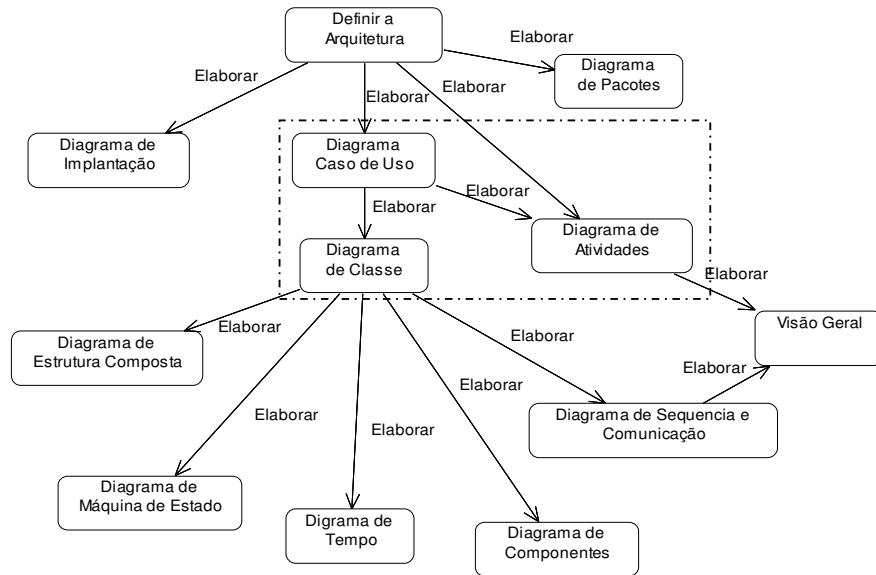 Definir a
Arquitetura
Elaborar
Diagrama
de Pacotes
Elaborar
Elaborar
Elaborar
Diagrama de
Implantação
Diagrama
Caso de Uso
Elaborar
Elaborar
Diagrama de
Atividades
Diagrama
de Classe
Elaborar
Visão Geral
Diagrama de
Estrutura Composta
Elaborar
Elaborar
Elaborar
Elaborar
Elaborar
Elaborar
Diagrama de Sequencia e
Comunicação
Diagrama de
Máquina de Estado
Digrama de
Tempo
Diagrama de
Componentes